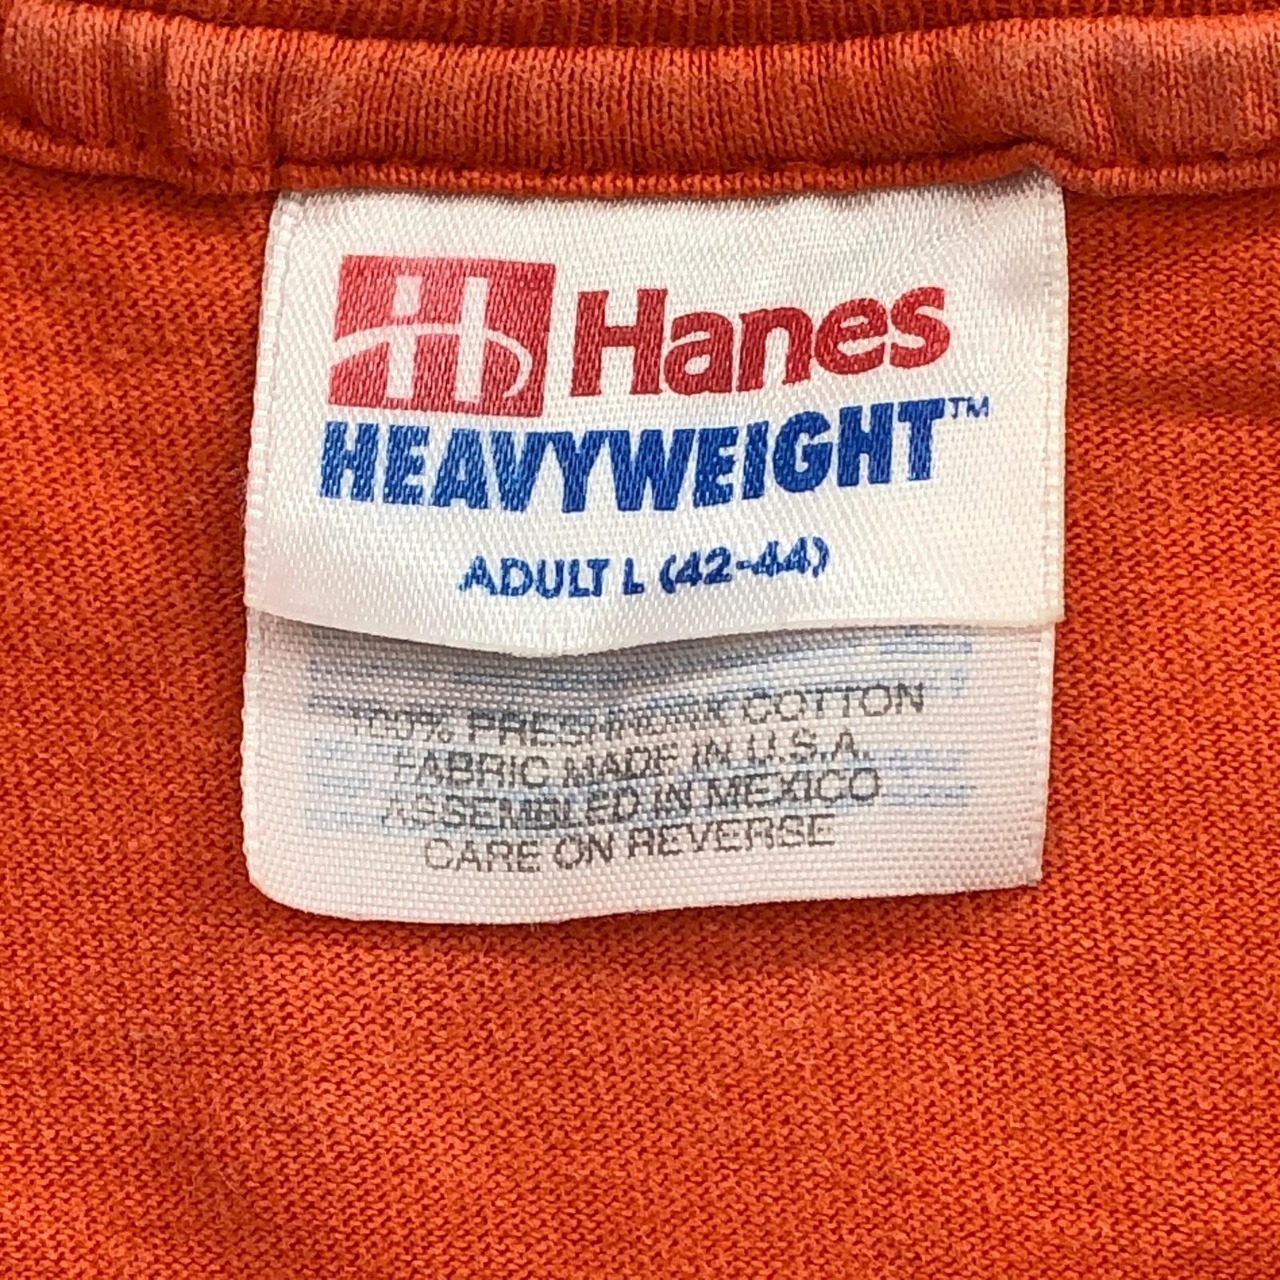 Hanes
HEAVYWEIGHT™
ADULT L (42-44)
100% PRESHRUNK COTTON
FABRIC MADE IN U.S.A.
ASSEMBLED IN MEXICO
CARE ON REVERSE